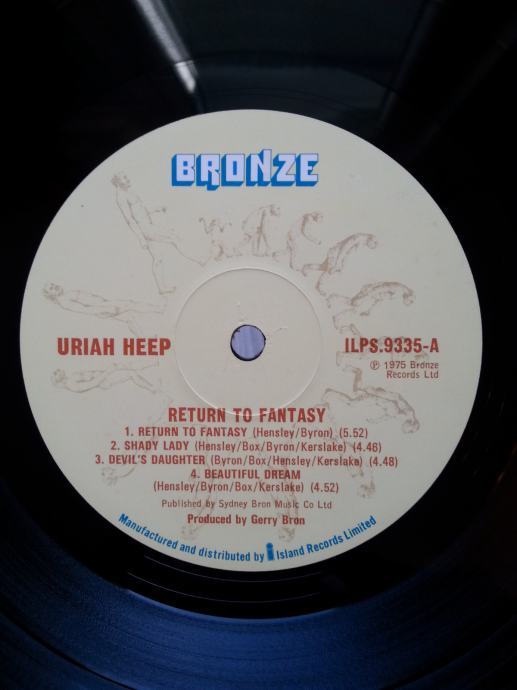 BRONZE
URIAH HEEP
ILPS.9335-A
℗ 1975 Bronze
Records Ltd
RETURN TO FANTASY
1. RETURN TO FANTASY (Hensley/Byron) (5.52)
2. SHADY LADY (Hensley/Box/Byron/Kerslake) (4.46)
3. DEVIL'S DAUGHTER (Byron/Box/Hensley/Kerslake) (4.48)
4. BEAUTIFUL DREAM
(Hensley/Byron/Box/Kerslake) (4.52)
Published by Sydney Bron Music Co Ltd
Produced by Gerry Bron
Manufactured and distributed by i Island Records Limited